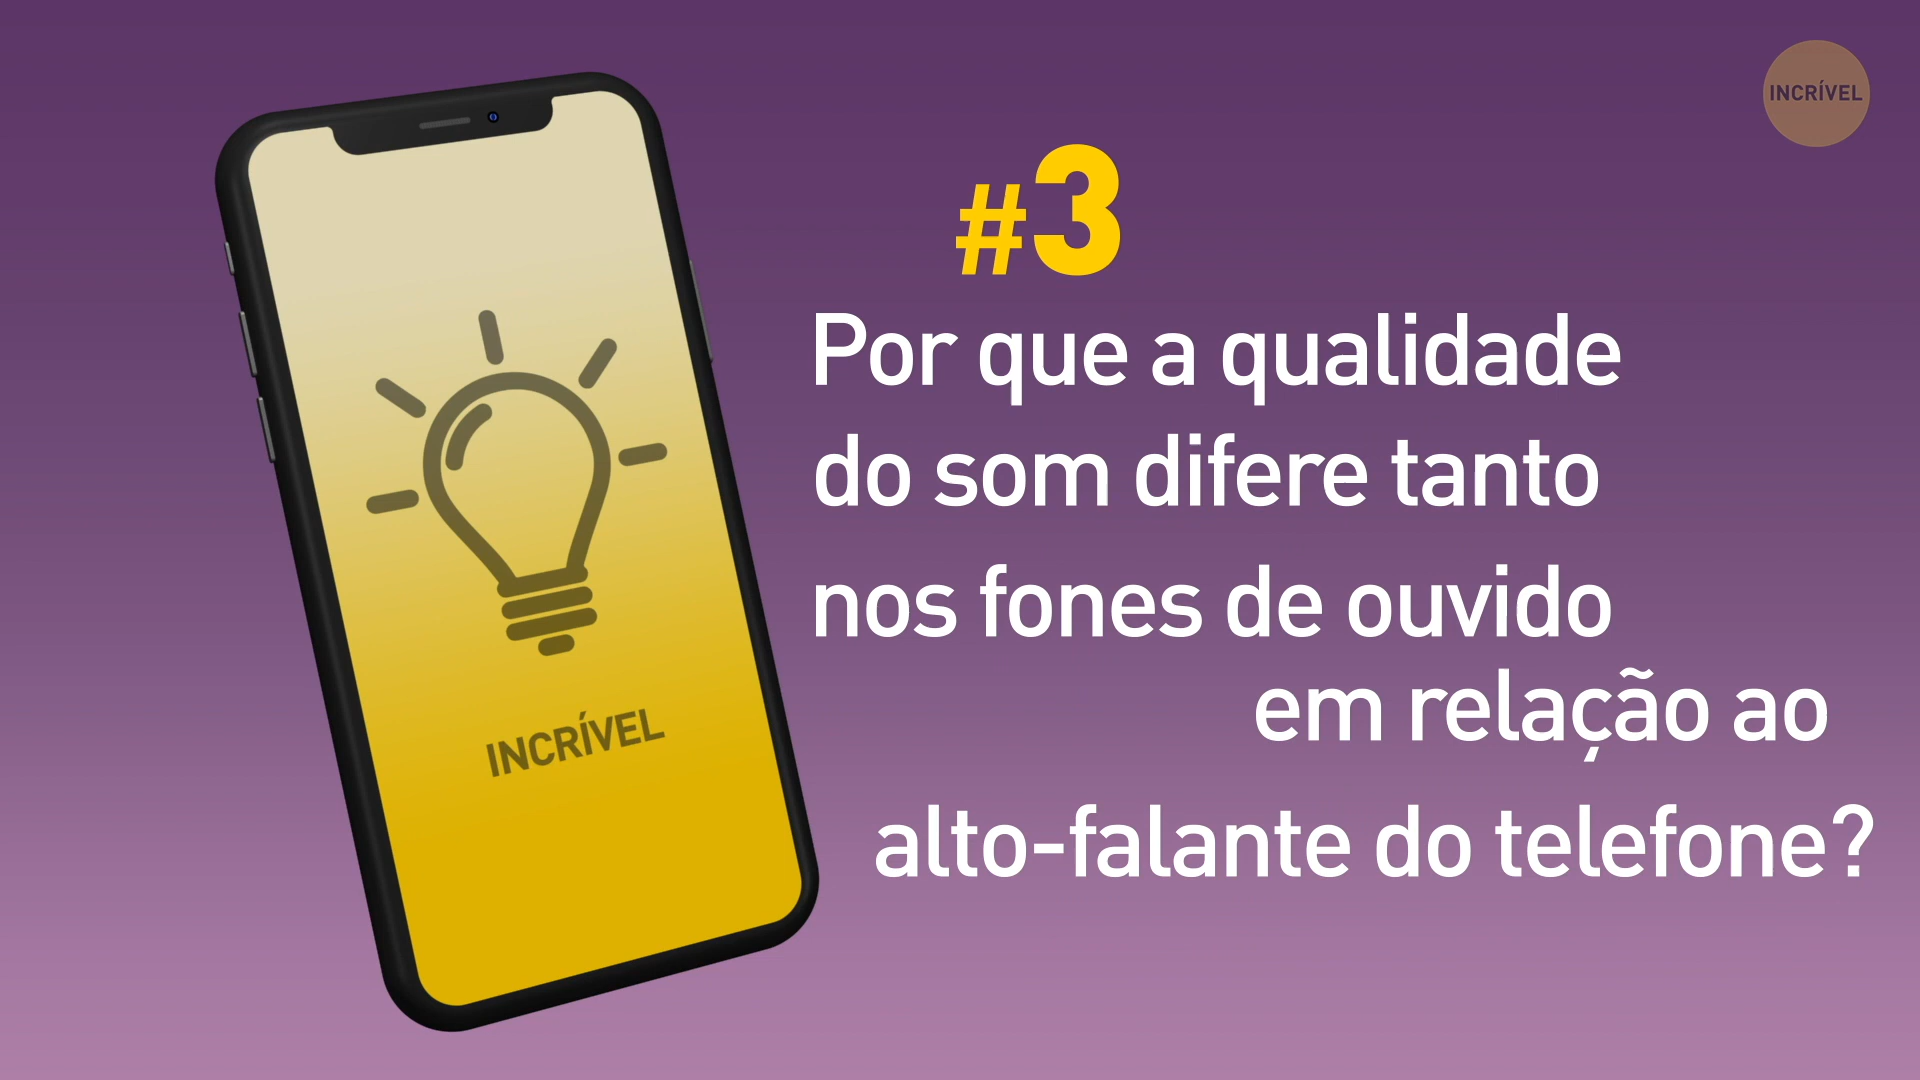 INCRÍVEL
#3
Por que a qualidade
do som difere tanto
nos fones de ouvido
em relação ao
alto-falante do telefone?
INCRÍVEL